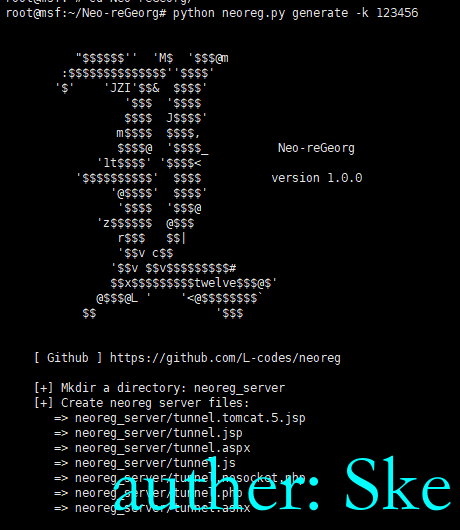 root@msf:~/Neo-reGeorg# python neoreg.py generate -k 123456
"$$$$$$''  'M$  '$$$@m
:$$$$$$$$$$$$$$''$$$$'
'$'    'JZI'$$&  $$$$'
'$$$  '$$$$
$$$$  J$$$$'
m$$$$  $$$$,
$$$$@  '$$$$_          Neo-reGeorg
'1t$$$$' '$$$$<
'$$$$$$$$$$'  $$$$          version 1.0.0
'@$$$$'  $$$$'
'$$$$  '$$$@
'z$$$$$$  @$$$
r$$$   $$|
'$$v c$$
'$$v $$v$$$$$$$$$#
$$x$$$$$$$$$twelve$$$@$'
@$$$@L '    '<@$$$$$$$$`
$$                 '$$$
[ Github ] https://github.com/L-codes/neoreg
[+] Mkdir a directory: neoreg_server
[+] Create neoreg server files:
=> neoreg_server/tunnel.tomcat.5.jsp
=> neoreg_server/tunnel.jsp
=> neoreg_server/tunnel.aspx
=> neoreg_server/tunnel.js
=> neoreg_server/tunnel.nosocket.php
=> neoreg_server/tunnel.php
=> neoreg_server/tunnel.ashx
auther: Ske